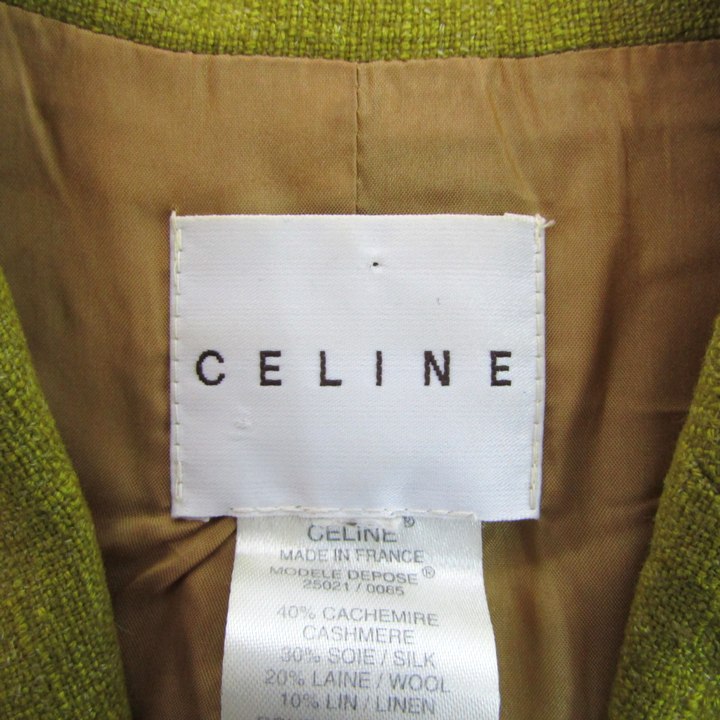 CELINE
CELINE®
MADE IN FRANCE
MODELE DEPOSE®
25021 / 0085
40% CACHEMIRE
CASHMERE
30% SOIE / SILK
20% LAINE / WOOL
10% LIN / LINEN